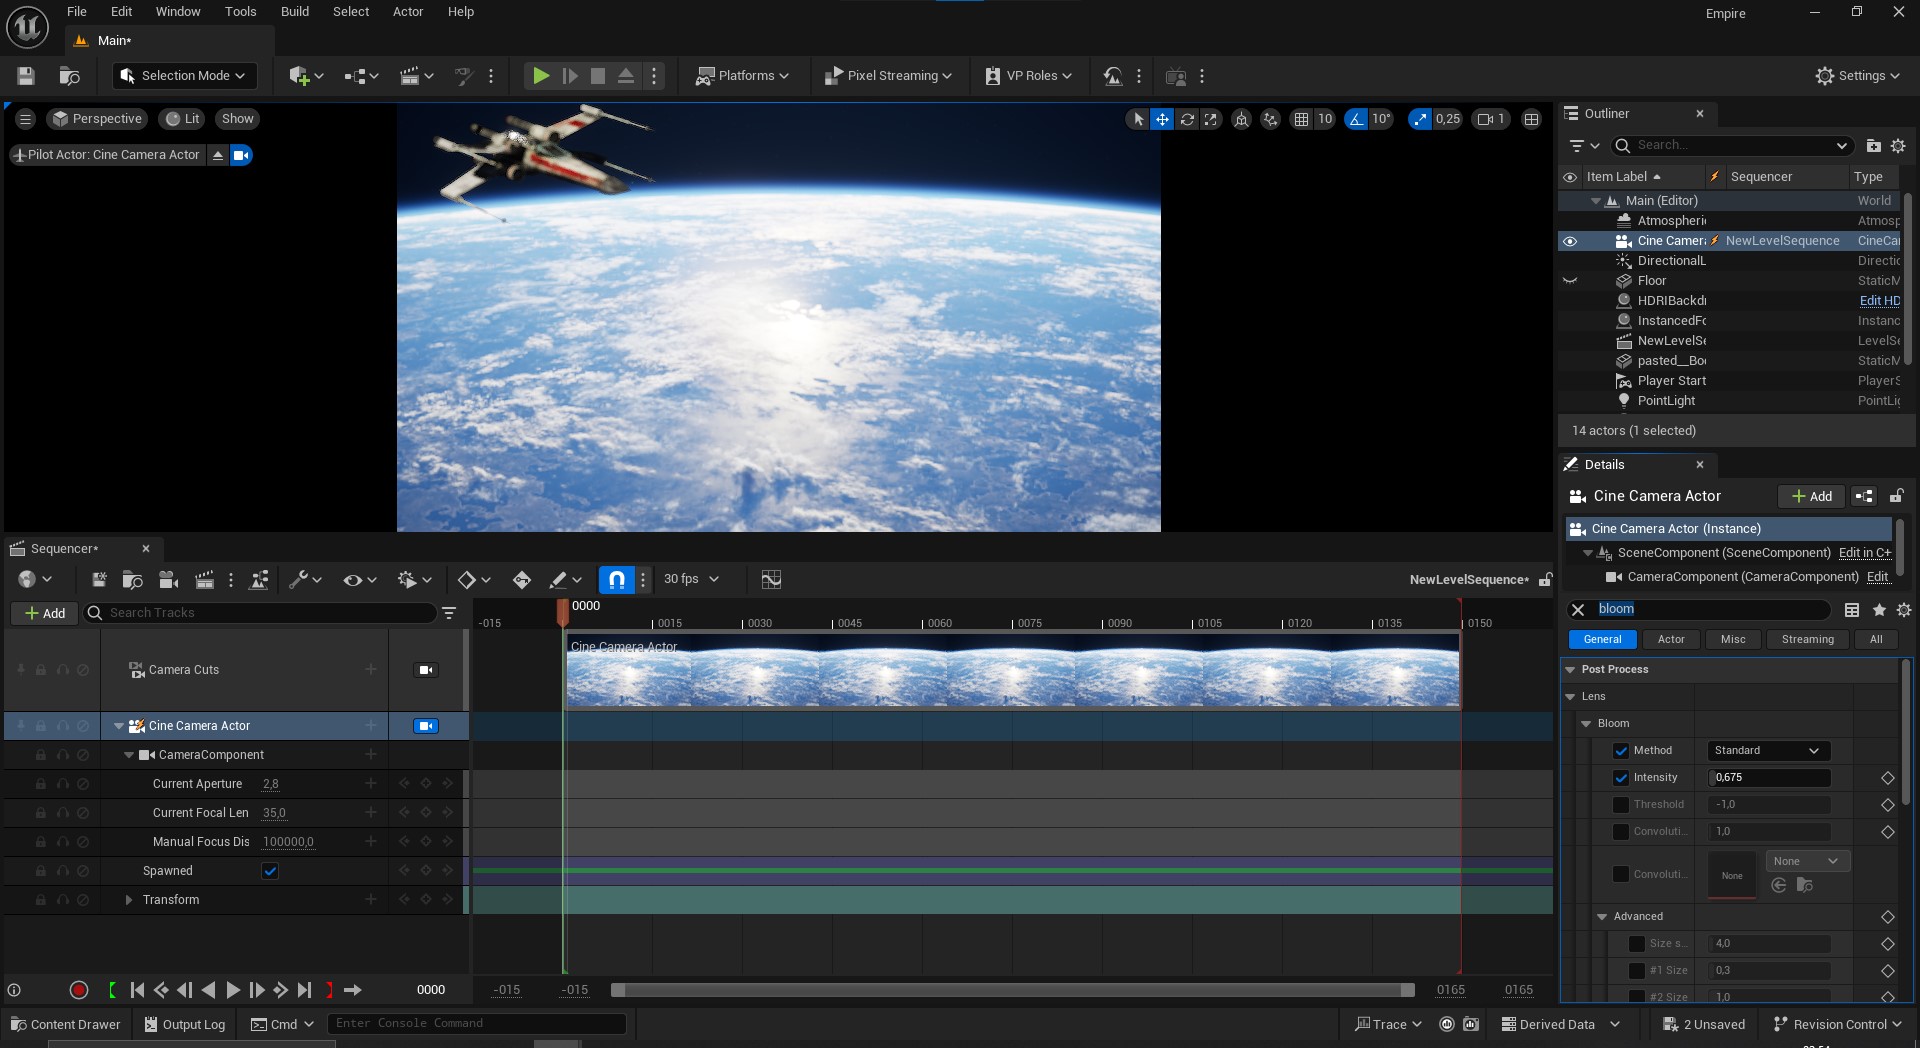 File Edit Window Tools Build Select Actor Help
Empire
Main*
Selection Mode
Platforms
Pixel Streaming
VP Roles
Settings
Perspective
Lit
Show
10
10°
0,25
1
Pilot Actor: Cine Camera Actor
Outliner
Search...
Item Label
Sequencer
Type
Main (Editor)
World
Atmospheri
Atmosp
Cine Camera
NewLevelSequence
CineCar
DirectionalL
Directio
Floor
StaticM
HDRIBackdr
Edit HD
InstancedFo
Instanc
NewLevelSe
LevelSe
pasted__Boo
StaticM
Player Start
PlayerS
PointLight
PointLig
14 actors (1 selected)
Details
Cine Camera Actor
Add
Cine Camera Actor (Instance)
SceneComponent (SceneComponent)
Edit in C+
CameraComponent (CameraComponent)
Edit
bloom
General
Actor
Misc
Streaming
All
Post Process
Lens
Bloom
Method
Standard
Intensity
0,675
Threshold
-1,0
Convoluti...
1,0
Convoluti...
None
None
Advanced
Size s...
4,0
#1 Size
0,3
#2 Size
1,0
Sequencer*
30 fps
NewLevelSequence*
Add
Search Tracks
0000
-015
0015
0030
0045
0060
0075
0090
0105
0120
0135
0150
Camera Cuts
Cine Camera Actor
Cine Camera Actor
CameraComponent
Current Aperture
2,8
Current Focal Len
35,0
Manual Focus Dis
100000,0
Spawned
Transform
0000
-015
-015
0165
0165
Content Drawer
Output Log
Cmd
Enter Console Command
Trace
Derived Data
2 Unsaved
Revision Control